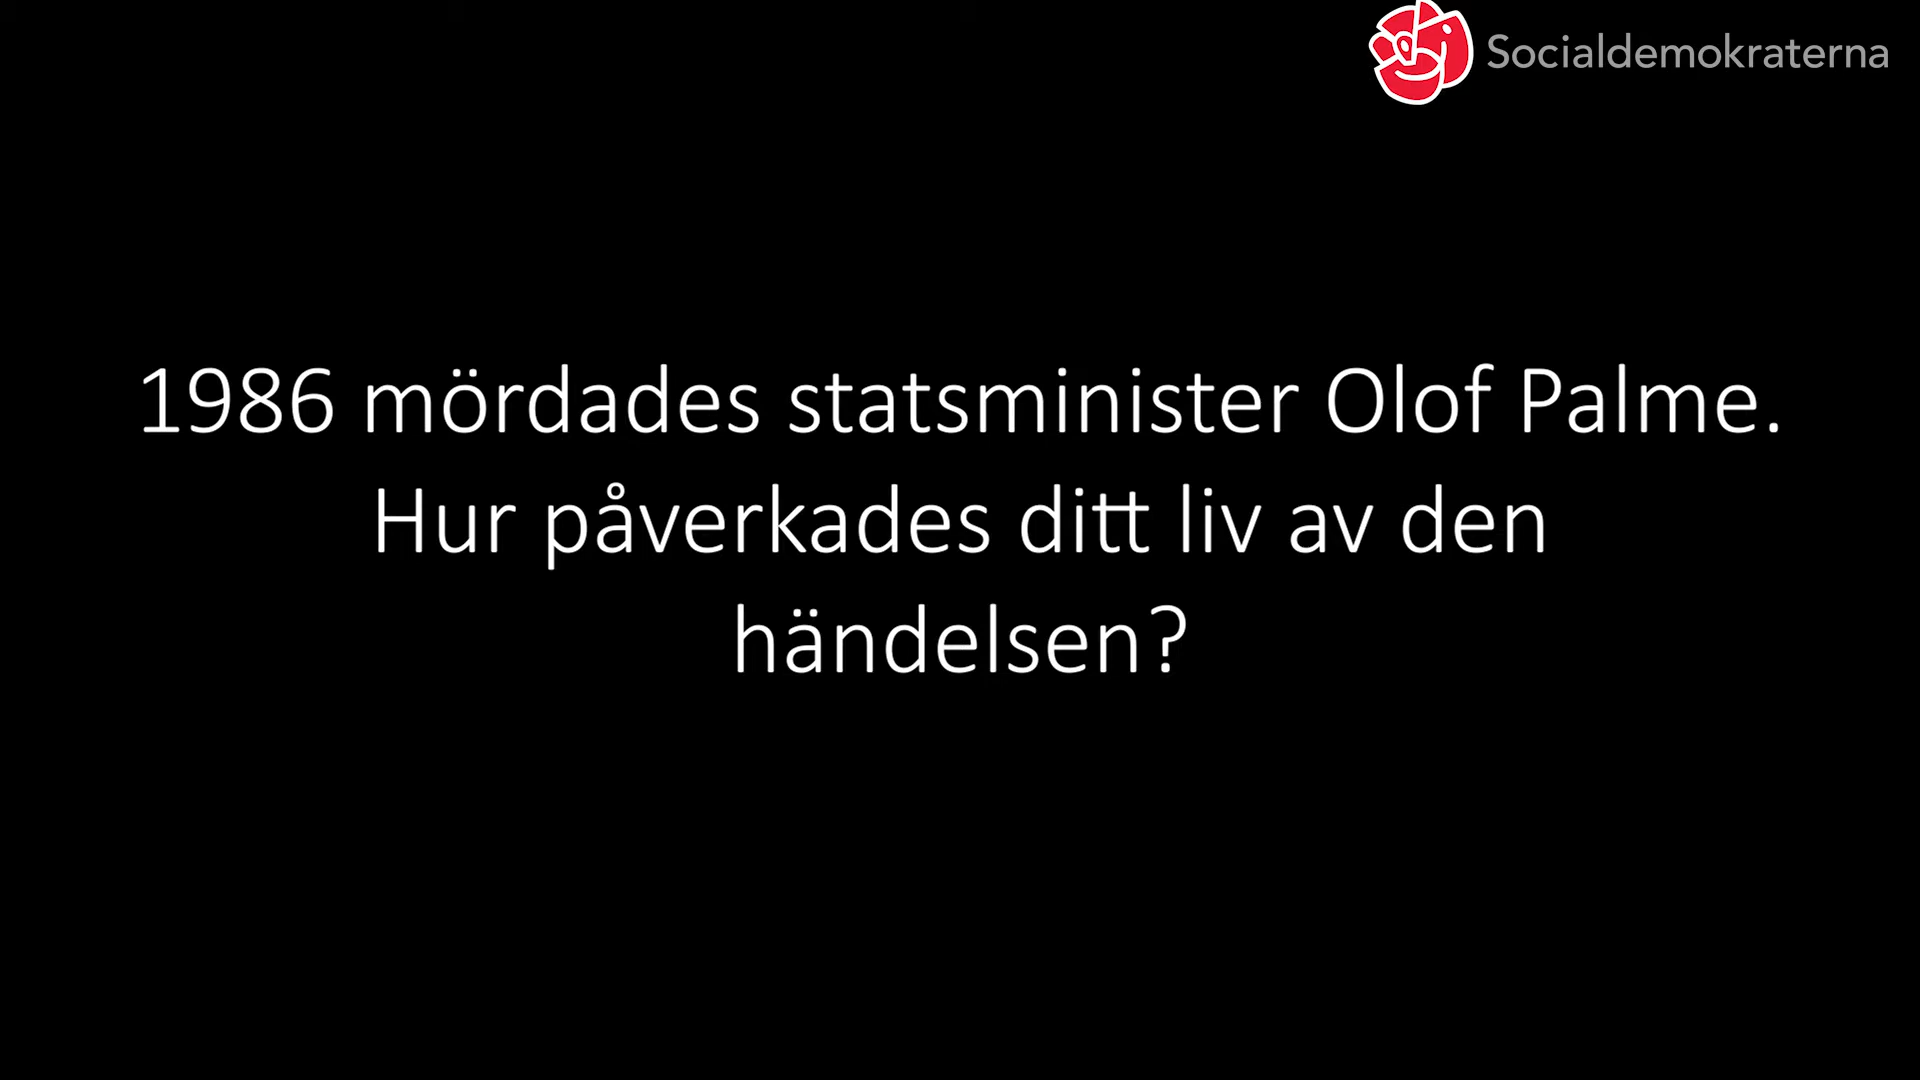 Socialdemokraterna
1986 mördades statsminister Olof Palme.
Hur påverkades ditt liv av den
händelsen?